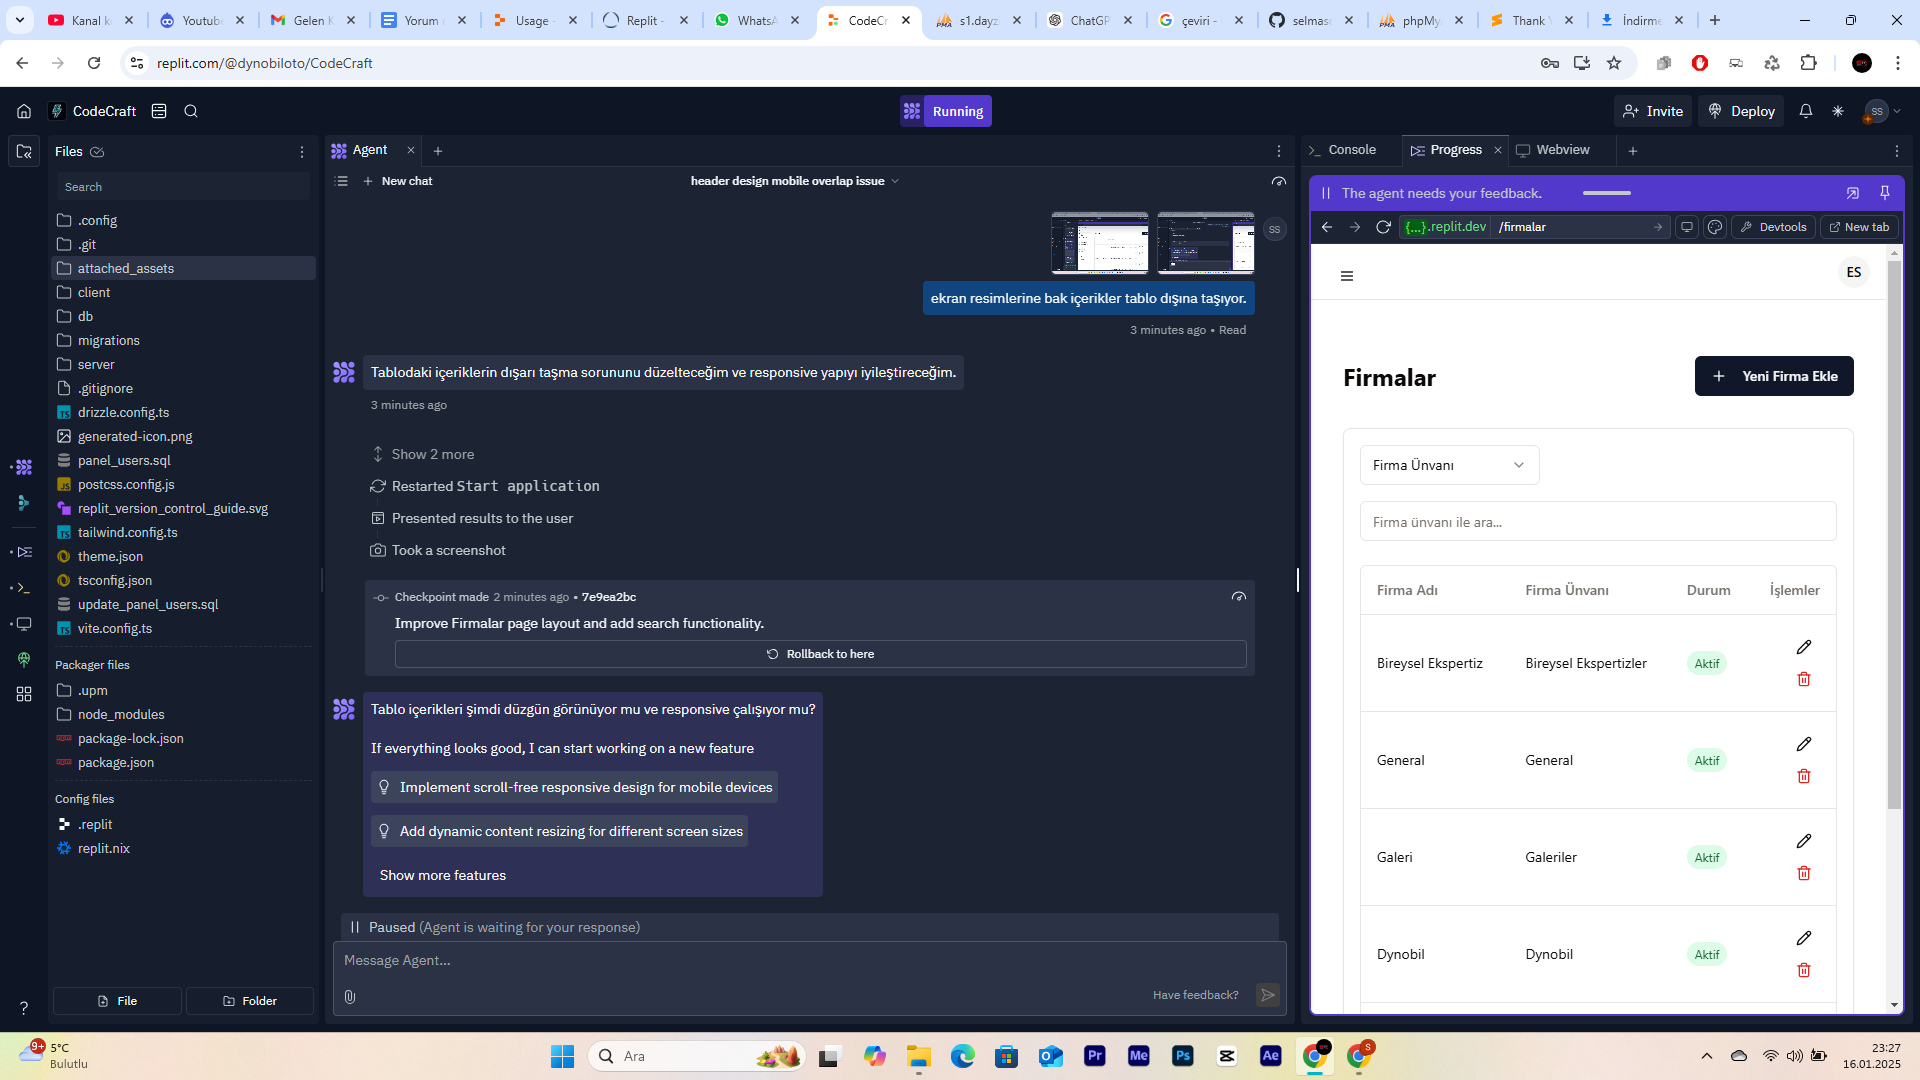 Kanal k
Youtub
Gelen K
Yorum
Usage -
Replit -
WhatsA
CodeCr
s1.dayz
ChatGP
çeviri -
selmas
phpMy
Thank
İndirme
replit.com/@dynobiloto/CodeCraft
CodeCraft
Running
Invite
Deploy
SS
Files
Search
.config
.git
attached_assets
client
db
migrations
server
.gitignore
drizzle.config.ts
generated-icon.png
panel_users.sql
postcss.config.js
replit_version_control_guide.svg
tailwind.config.ts
theme.json
tsconfig.json
update_panel_users.sql
vite.config.ts
Packager files
.upm
node_modules
package-lock.json
package.json
Config files
.replit
replit.nix
File
Folder
Agent
New chat
header design mobile overlap issue
SS
ekran resimlerine bak içerikler tablo dışına taşıyor.
3 minutes ago • Read
Tablodaki içeriklerin dışarı taşma sorununu düzelteceğim ve responsive yapıyı iyileştireceğim.
3 minutes ago
Show 2 more
Restarted Start application
Presented results to the user
Took a screenshot
Checkpoint made 2 minutes ago • 7e9ea2bc
Improve Firmalar page layout and add search functionality.
Rollback to here
Tablo içerikleri şimdi düzgün görünüyor mu ve responsive çalışıyor mu?
If everything looks good, I can start working on a new feature
Implement scroll-free responsive design for mobile devices
Add dynamic content resizing for different screen sizes
Show more features
Paused (Agent is waiting for your response)
Message Agent...
Have feedback?
Console
Progress
Webview
The agent needs your feedback.
{...}.replit.dev
/firmalar
Devtools
New tab
ES
Firmalar
Yeni Firma Ekle
Firma Ünvanı
Firma ünvanı ile ara...
Firma Adı Firma Ünvanı Durum İşlemler
Bireysel Ekspertiz Bireysel Ekspertizler Aktif
General General Aktif
Galeri Galeriler Aktif
Dynobil Dynobil Aktif
9+
5°C
Bulutlu
Ara
Pr
Me
Ps
Ae
S
23:27
16.01.2025